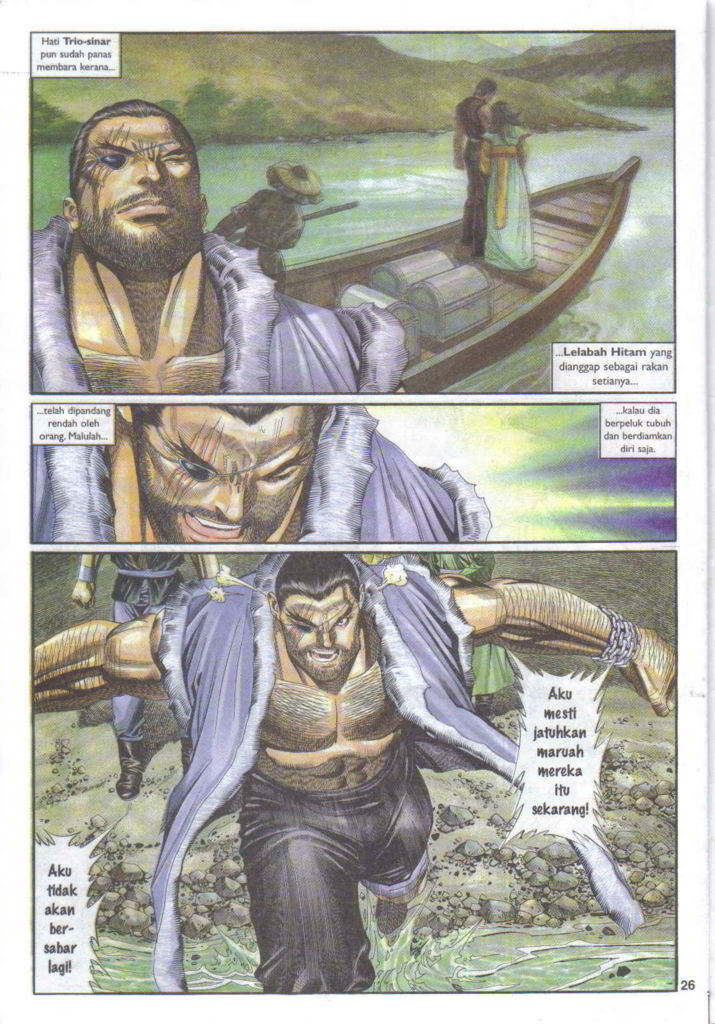 Hati Trio-sinar
pun sudah panas
membara kerana...
...Lelabah Hitam yang
dianggap sebagai rakan
setianya...
...telah dipandang
rendah oleh
orang. Malulah...
...kalau dia
berpeluk tubuh
dan berdiamkan
diri saja.
Aku
mesti
jatuhkan
maruah
mereka
itu
sekarang!
Aku
tidak
akan
ber-
sabar
lagi!
26